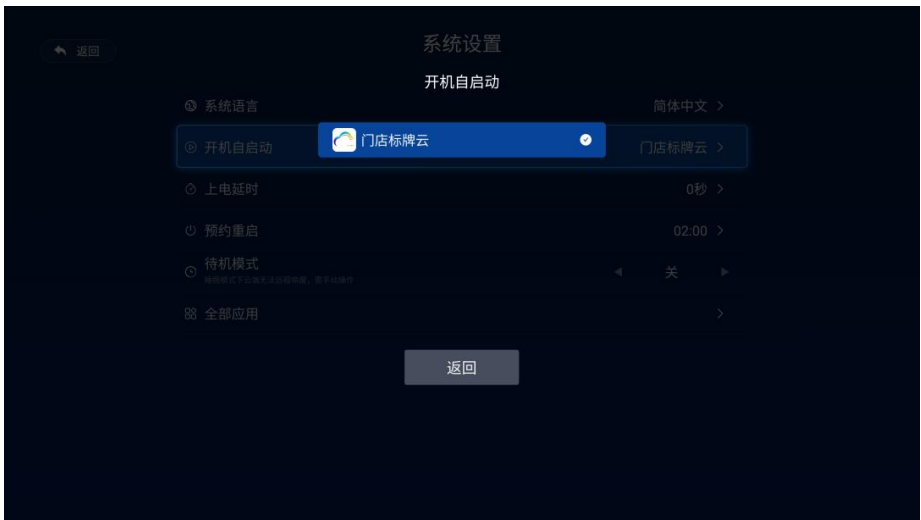 返回
系统设置
开机自启动
系统语言 简体中文
门店标牌云
开机自启动 门店标牌云
上电延时 0秒
预约重启 02:00
待机模式 关
全部应用
返回